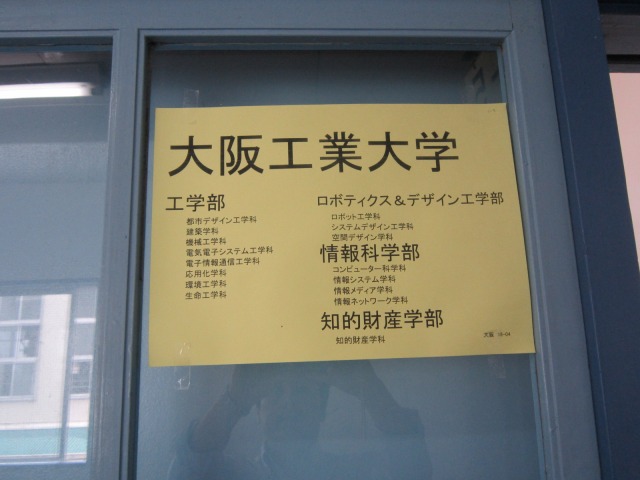 大阪工業大学
工学部
都市デザイン工学科
建築学科
機械工学科
電気電子システム工学科
電子情報通信工学科
応用化学科
環境工学科
生命工学科
ロボティクス＆デザイン工学部
ロボット工学科
システムデザイン工学科
空間デザイン学科
情報科学部
コンピューター科学科
情報システム学科
情報メディア学科
情報ネットワーク学科
知的財産学部
知的財産学科
大阪